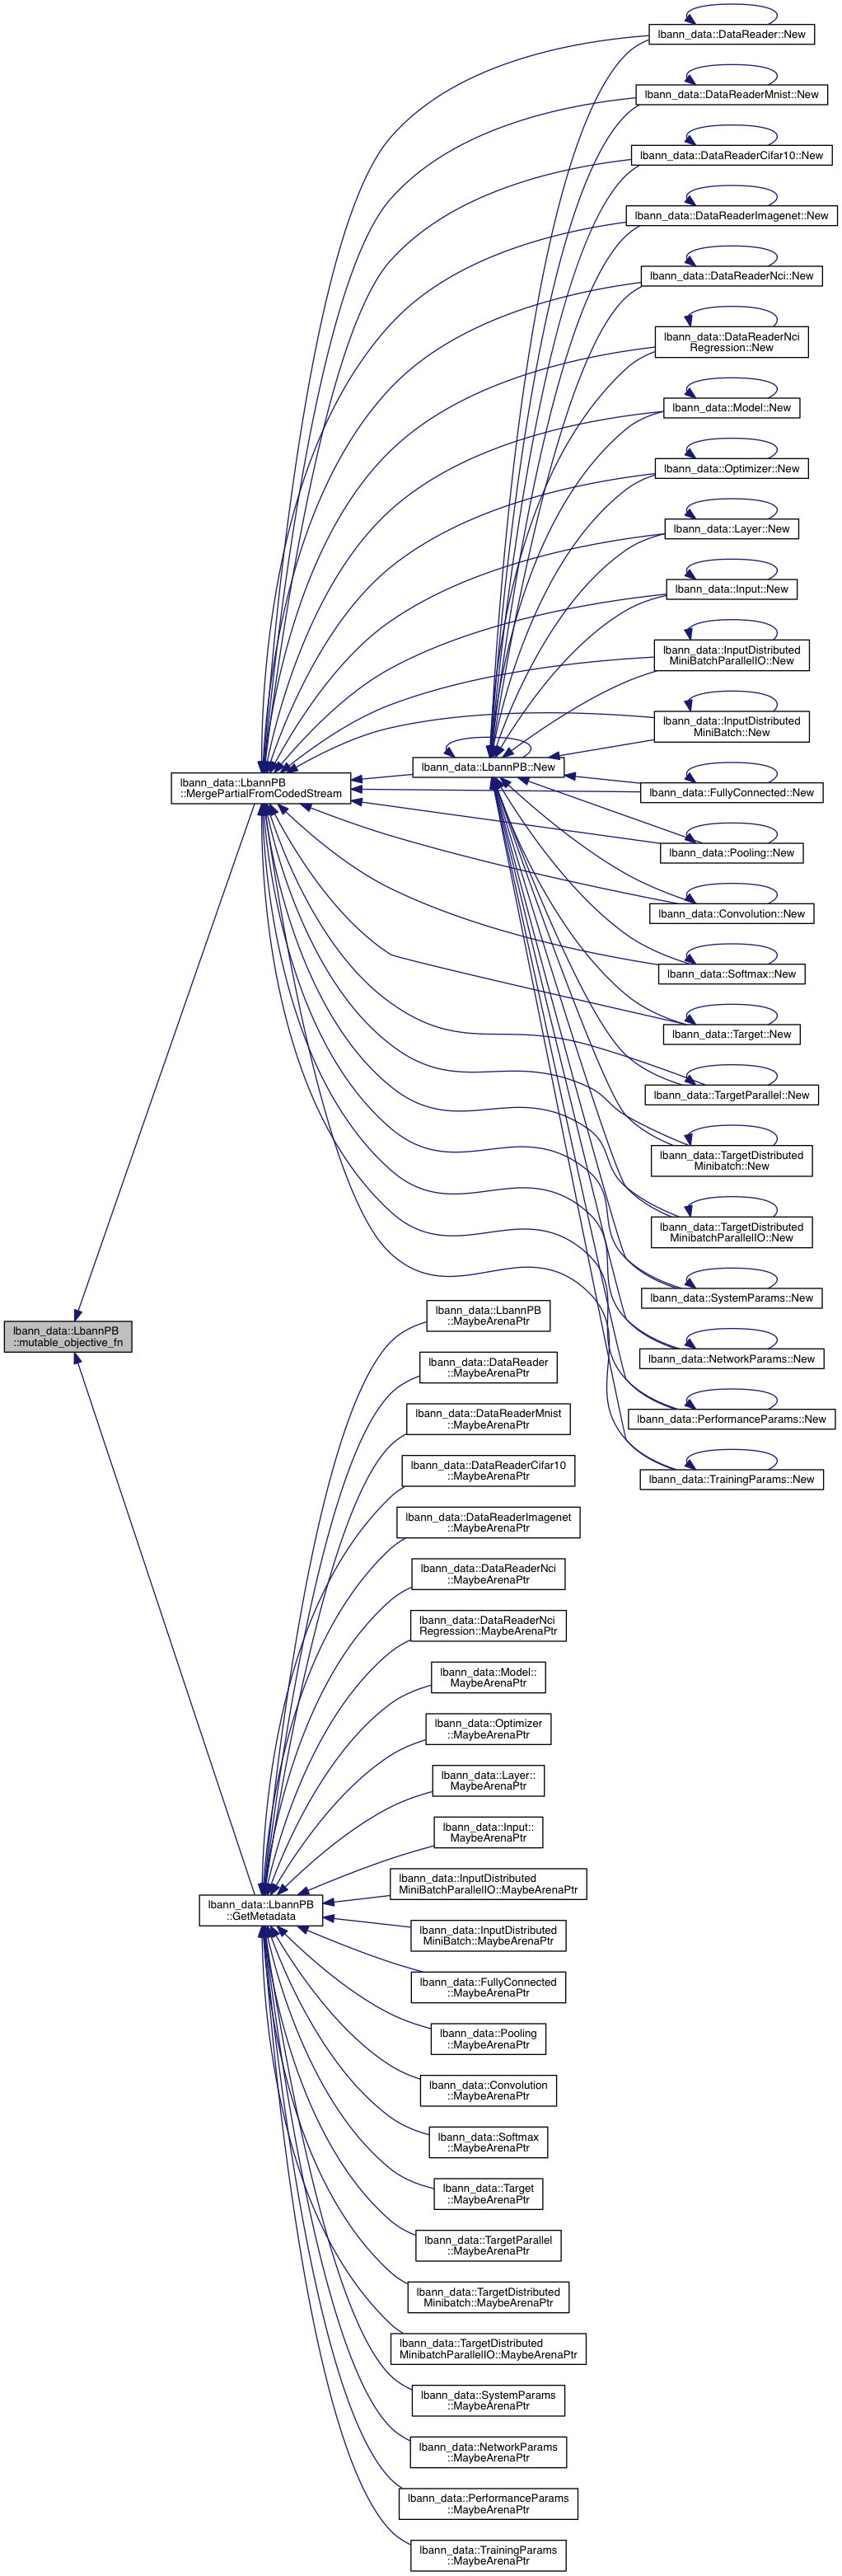 lbann_data::DataReader::New
lbann_data::DataReaderMnist::New
lbann_data::DataReaderCifar10::New
lbann_data::DataReaderImagenet::New
lbann_data::DataReaderNci::New
lbann_data::DataReaderNci
Regression::New
lbann_data::Model::New
lbann_data::Optimizer::New
lbann_data::Layer::New
lbann_data::Input::New
lbann_data::InputDistributed
MiniBatchParallelIO::New
lbann_data::InputDistributed
MiniBatch::New
lbann_data::LbannPB::New
lbann_data::LbannPB
::MergePartialFromCodedStream
lbann_data::FullyConnected::New
lbann_data::Pooling::New
lbann_data::Convolution::New
lbann_data::Softmax::New
lbann_data::Target::New
lbann_data::TargetParallel::New
lbann_data::TargetDistributed
Minibatch::New
lbann_data::TargetDistributed
MinibatchParallelIO::New
lbann_data::SystemParams::New
lbann_data::NetworkParams::New
lbann_data::PerformanceParams::New
lbann_data::TrainingParams::New
lbann_data::LbannPB
::mutable_objective_fn
lbann_data::LbannPB
::MaybeArenaPtr
lbann_data::DataReader
::MaybeArenaPtr
lbann_data::DataReaderMnist
::MaybeArenaPtr
lbann_data::DataReaderCifar10
::MaybeArenaPtr
lbann_data::DataReaderImagenet
::MaybeArenaPtr
lbann_data::DataReaderNci
::MaybeArenaPtr
lbann_data::DataReaderNci
Regression::MaybeArenaPtr
lbann_data::Model::
MaybeArenaPtr
lbann_data::Optimizer
::MaybeArenaPtr
lbann_data::Layer::
MaybeArenaPtr
lbann_data::Input::
MaybeArenaPtr
lbann_data::InputDistributed
MiniBatchParallelIO::MaybeArenaPtr
lbann_data::LbannPB
::GetMetadata
lbann_data::InputDistributed
MiniBatch::MaybeArenaPtr
lbann_data::FullyConnected
::MaybeArenaPtr
lbann_data::Pooling
::MaybeArenaPtr
lbann_data::Convolution
::MaybeArenaPtr
lbann_data::Softmax
::MaybeArenaPtr
lbann_data::Target
::MaybeArenaPtr
lbann_data::TargetParallel
::MaybeArenaPtr
lbann_data::TargetDistributed
Minibatch::MaybeArenaPtr
lbann_data::TargetDistributed
MinibatchParallelIO::MaybeArenaPtr
lbann_data::SystemParams
::MaybeArenaPtr
lbann_data::NetworkParams
::MaybeArenaPtr
lbann_data::PerformanceParams
::MaybeArenaPtr
lbann_data::TrainingParams
::MaybeArenaPtr